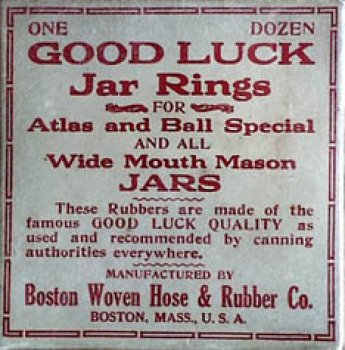 ONE DOZEN
GOOD LUCK
Jar Rings
FOR
Atlas and Ball Special
AND ALL
Wide Mouth Mason
JARS
These Rubbers are made of the
famous GOOD LUCK QUALITY as
used and recommended by canning
authorities everywhere.
MANUFACTURED BY
Boston Woven Hose & Rubber Co.
BOSTON, MASS., U. S. A.